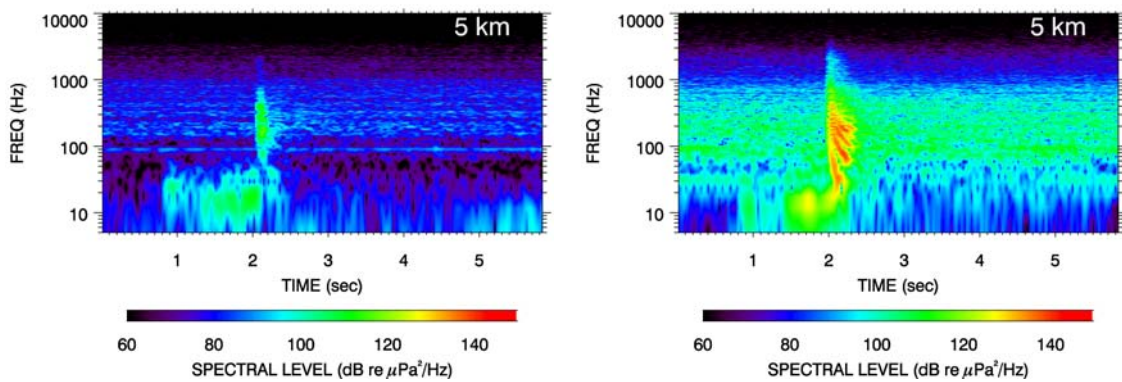 5 km
10000
1000
100
10
FREQ (Hz)
1 2 3 4 5
TIME (sec)
60 80 100 120 140
SPECTRAL LEVEL (dB re μPa²/Hz)
5 km
10000
1000
100
10
FREQ (Hz)
1 2 3 4 5
TIME (sec)
60 80 100 120 140
SPECTRAL LEVEL (dB re μPa²/Hz)